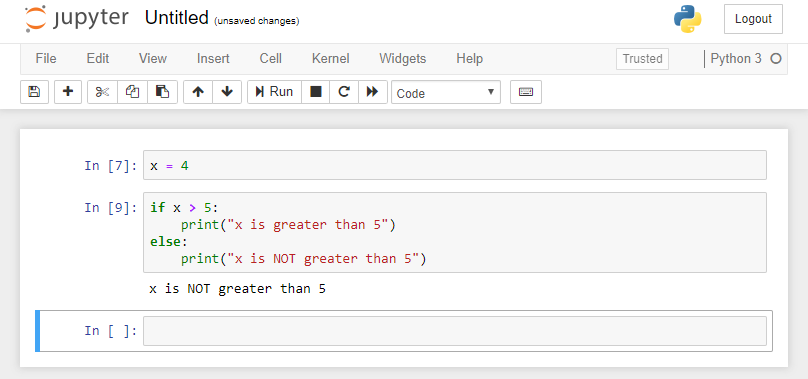 jupyter Untitled (unsaved changes) Logout
File Edit View Insert Cell Kernel Widgets Help Trusted Python 3
Run Code
In [7]: x = 4
In [9]: if x > 5:
    print("x is greater than 5")
else:
    print("x is NOT greater than 5")
x is NOT greater than 5
In [ ]: